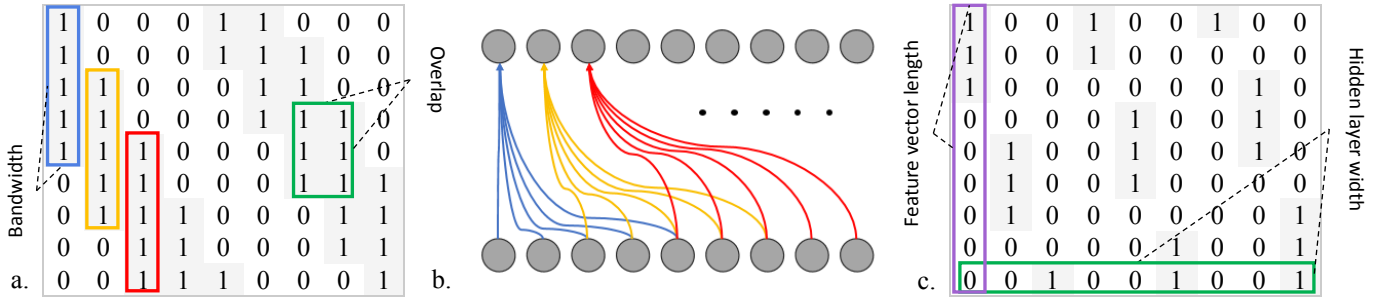 Bandwidth
1 0 0 0 1 1 0 0 0
1 0 0 0 1 1 1 0 0
1 1 0 0 0 1 1 0 0
1 1 0 0 0 1 1 1 0
1 1 1 0 0 0 1 1 0
0 1 1 0 0 0 1 1 1
0 1 1 1 0 0 0 1 1
0 0 1 1 0 0 0 1 1
0 0 1 1 1 0 0 0 1
Overlap
a.
b.
Feature vector length
1 0 0 1 0 0 1 0 0
1 0 0 1 0 0 0 0 0
1 0 0 0 0 0 0 1 0
0 0 0 0 1 0 0 1 0
0 1 0 0 1 0 0 1 0
0 1 0 0 1 0 0 0 0
0 1 0 0 0 0 0 0 1
0 0 0 0 0 1 0 0 1
0 0 1 0 0 1 0 0 1
Hidden layer width
c.